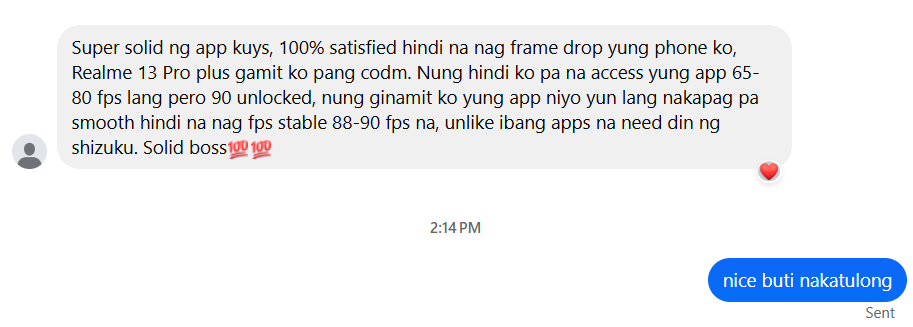 Super solid ng app kuys, 100% satisfied hindi na nag frame drop yung phone ko,
Realme 13 Pro plus gamit ko pang codm. Nung hindi ko pa na access yung app 65-
80 fps lang pero 90 unlocked, nung ginamit ko yung app niyo yun lang nakapag pa
smooth hindi na nag fps stable 88-90 fps na, unlike ibang apps na need din ng
shizuku. Solid boss💯💯
2:14 PM
nice buti nakatulong
Sent